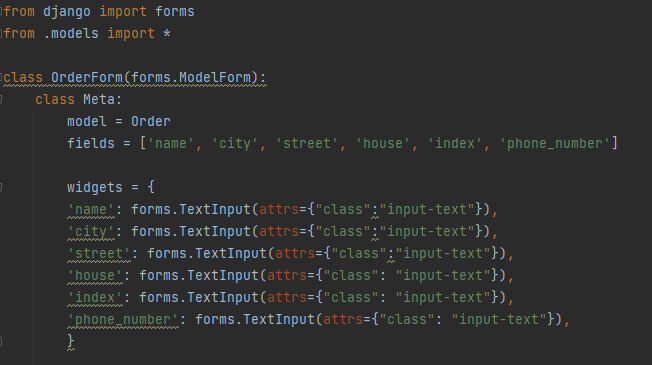 from django import forms
from .models import *
class OrderForm(forms.ModelForm):
    class Meta:
        model = Order
        fields = ['name', 'city', 'street', 'house', 'index', 'phone_number']
        widgets = {
        'name': forms.TextInput(attrs={"class":"input-text"}),
        'city': forms.TextInput(attrs={"class":"input-text"}),
        'street': forms.TextInput(attrs={"class":"input-text"}),
        'house': forms.TextInput(attrs={"class": "input-text"}),
        'index': forms.TextInput(attrs={"class": "input-text"}),
        'phone_number': forms.TextInput(attrs={"class": "input-text"}),
        }